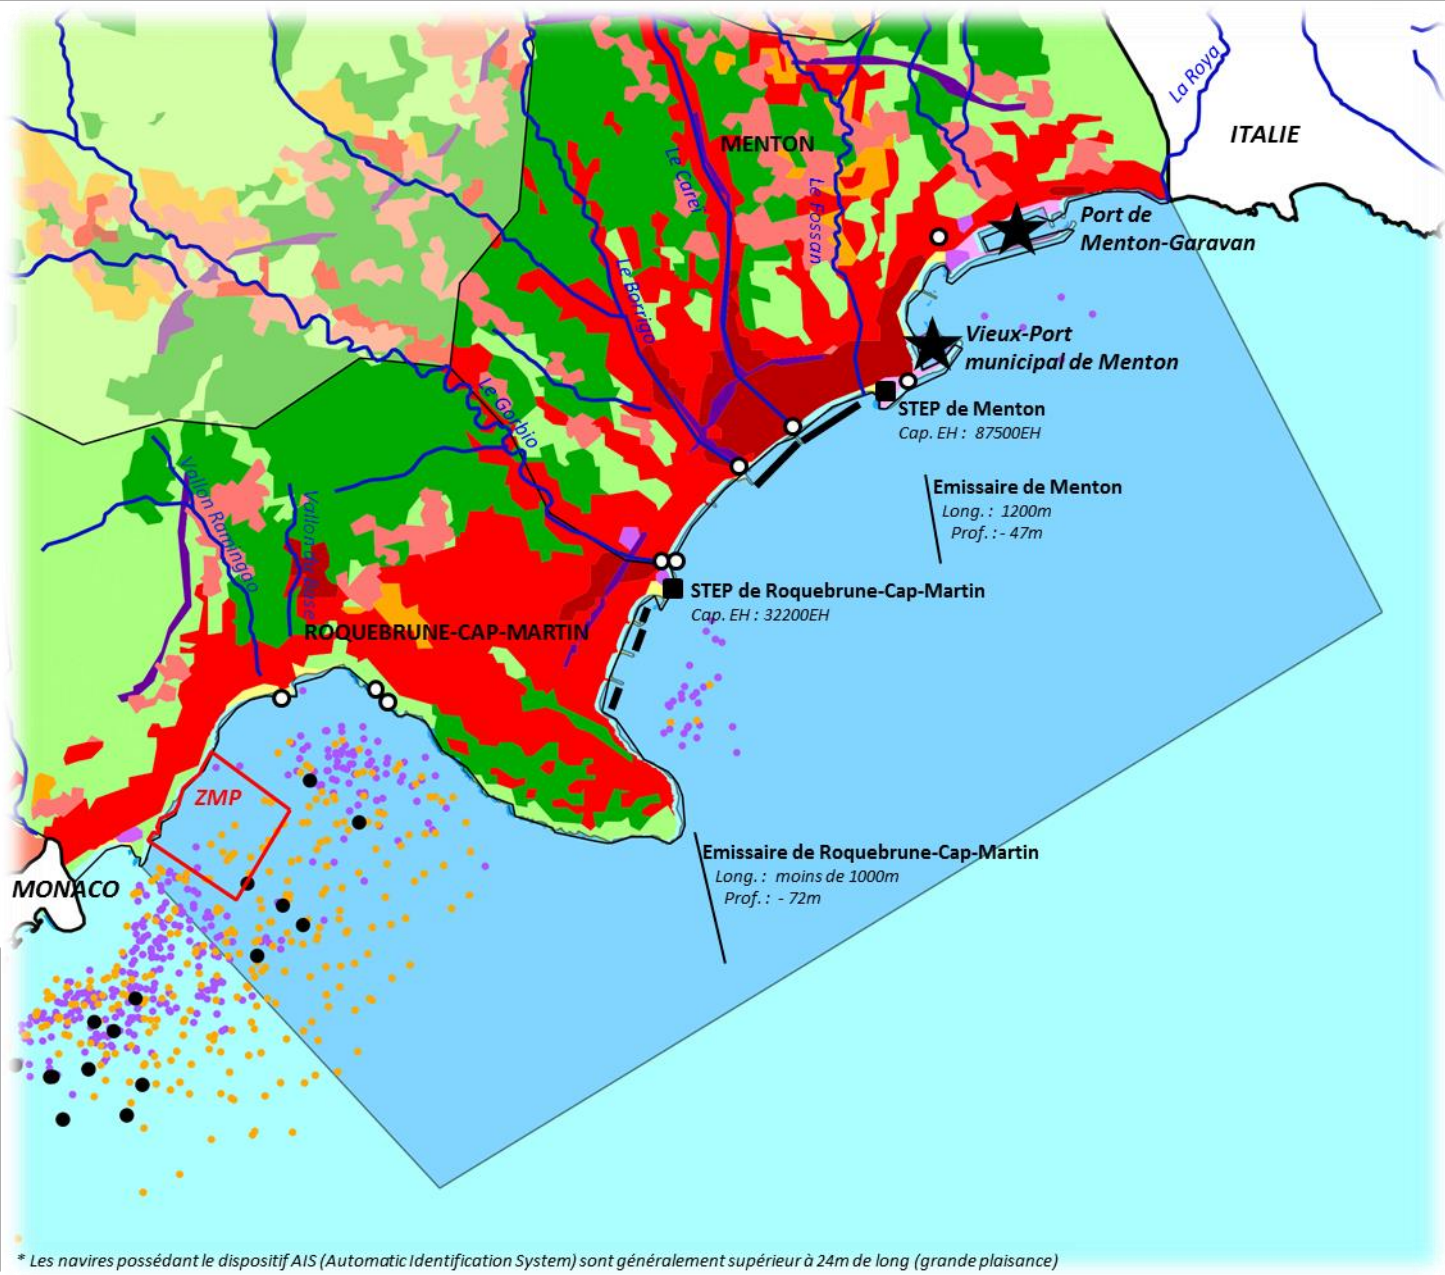 La Roya
ITALIE
MENTON
Le Careï
Le Fossan
Port de
Menton-Garavan
Le Borrigo
Vieux-Port
municipal de Menton
Le Gorbio
STEP de Menton
Cap. EH : 87500EH
Vallon Ramingao
Emissaire de Menton
Long. : 1200m
Prof. : - 47m
STEP de Roquebrune-Cap-Martin
Cap. EH : 32200EH
ROQUEBRUNE-CAP-MARTIN
ZMP
Emissaire de Roquebrune-Cap-Martin
Long. : moins de 1000m
Prof. : - 72m
MONACO
* Les navires possédant le dispositif AIS (Automatic Identification System) sont généralement supérieur à 24m de long (grande plaisance)